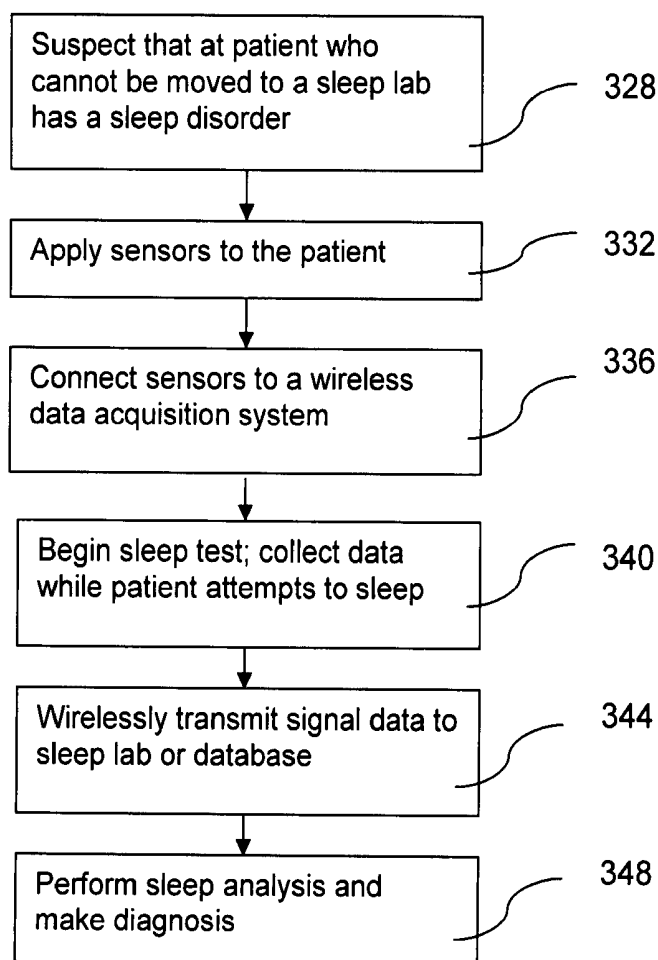 Suspect that at patient who
cannot be moved to a sleep lab
has a sleep disorder
328
Apply sensors to the patient
332
Connect sensors to a wireless
data acquisition system
336
Begin sleep test; collect data
while patient attempts to sleep
340
Wirelessly transmit signal data to
sleep lab or database
344
Perform sleep analysis and
make diagnosis
348